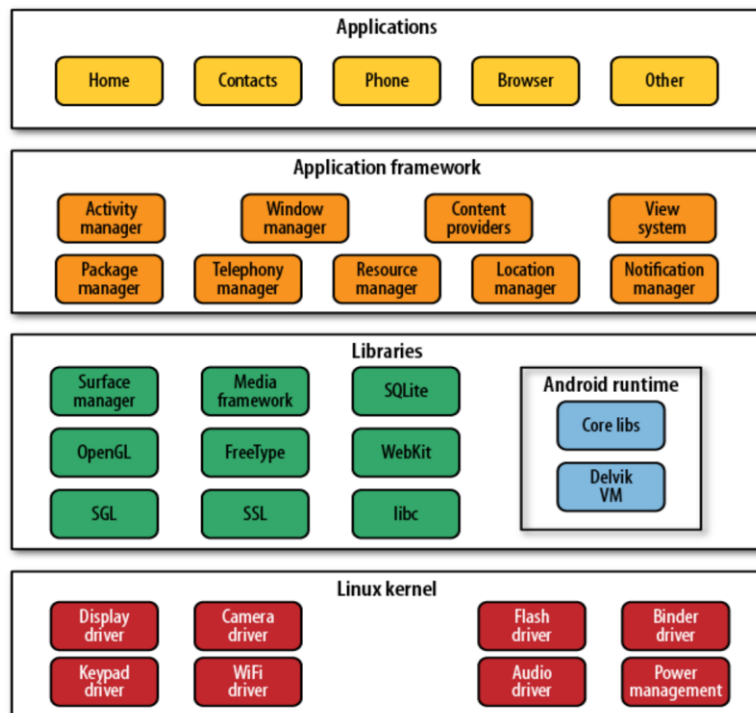 Applications
Home
Contacts
Phone
Browser
Other
Application framework
Activity
manager
Window
manager
Content
providers
View
system
Package
manager
Telephony
manager
Resource
manager
Location
manager
Notification
manager
Libraries
Surface
manager
Media
framework
SQLite
OpenGL
FreeType
WebKit
SGL
SSL
libc
Android runtime
Core libs
Delvik
VM
Linux kernel
Display
driver
Camera
driver
Flash
driver
Binder
driver
Keypad
driver
WiFi
driver
Audio
driver
Power
management